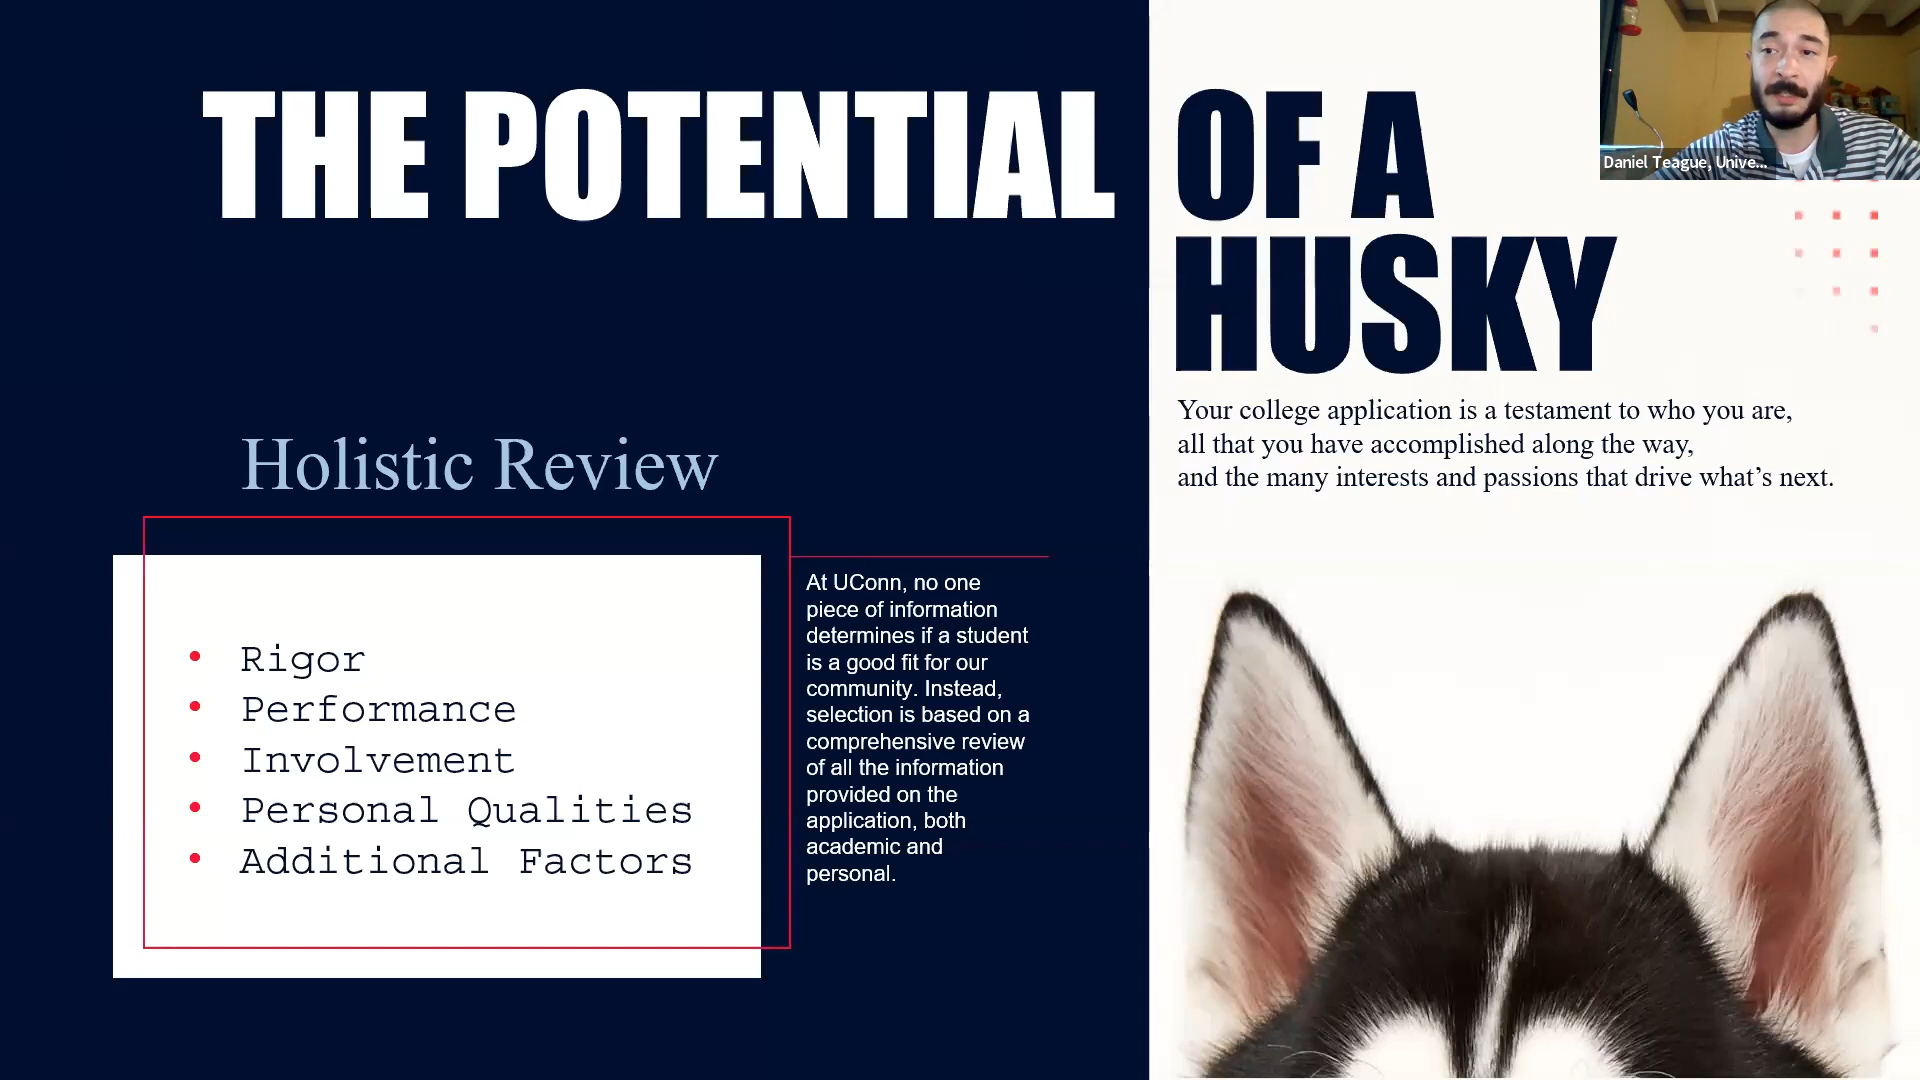 THE POTENTIAL OF A
HUSKY
Your college application is a testament to who you are,
all that you have accomplished along the way,
and the many interests and passions that drive what’s next.
Holistic Review
• Rigor
• Performance
• Involvement
• Personal Qualities
• Additional Factors
At UConn, no one
piece of information
determines if a student
is a good fit for our
community. Instead,
selection is based on a
comprehensive review
of all the information
provided on the
application, both
academic and
personal.
Daniel Teague, Unive...